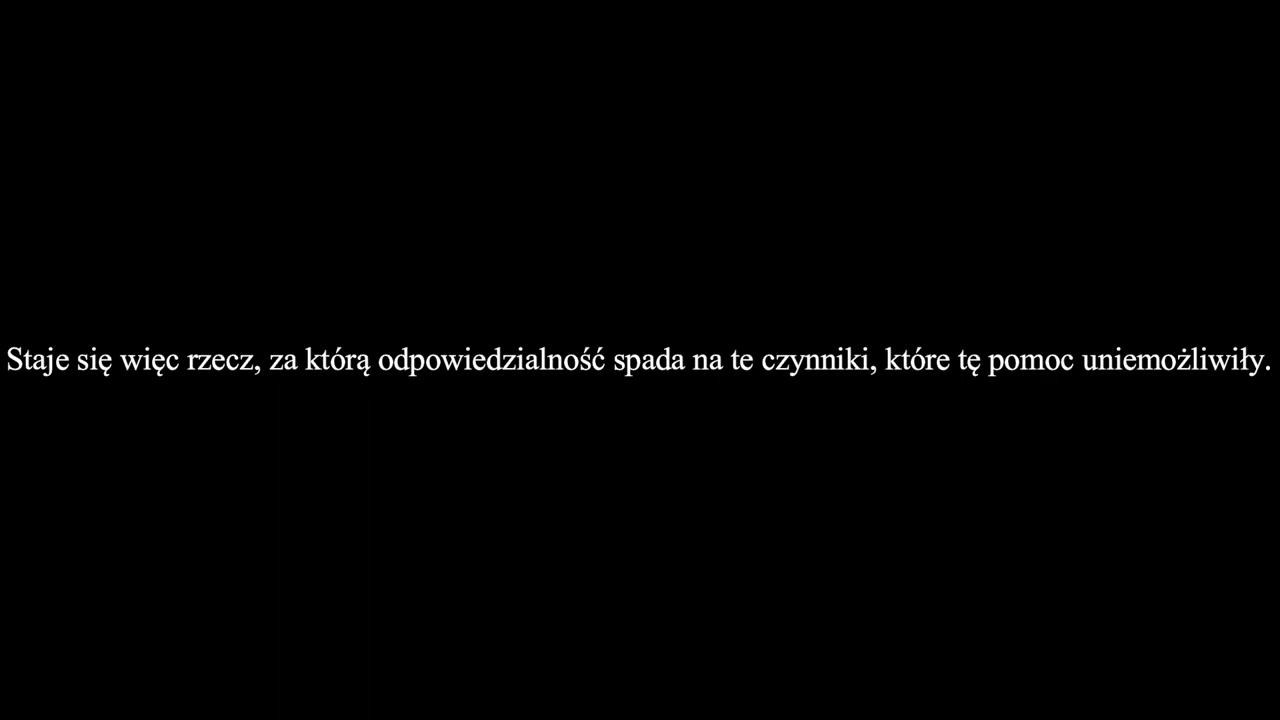 Staje się więc rzecz, za którą odpowiedzialność spada na te czynniki, które tę pomoc uniemożliwiły.